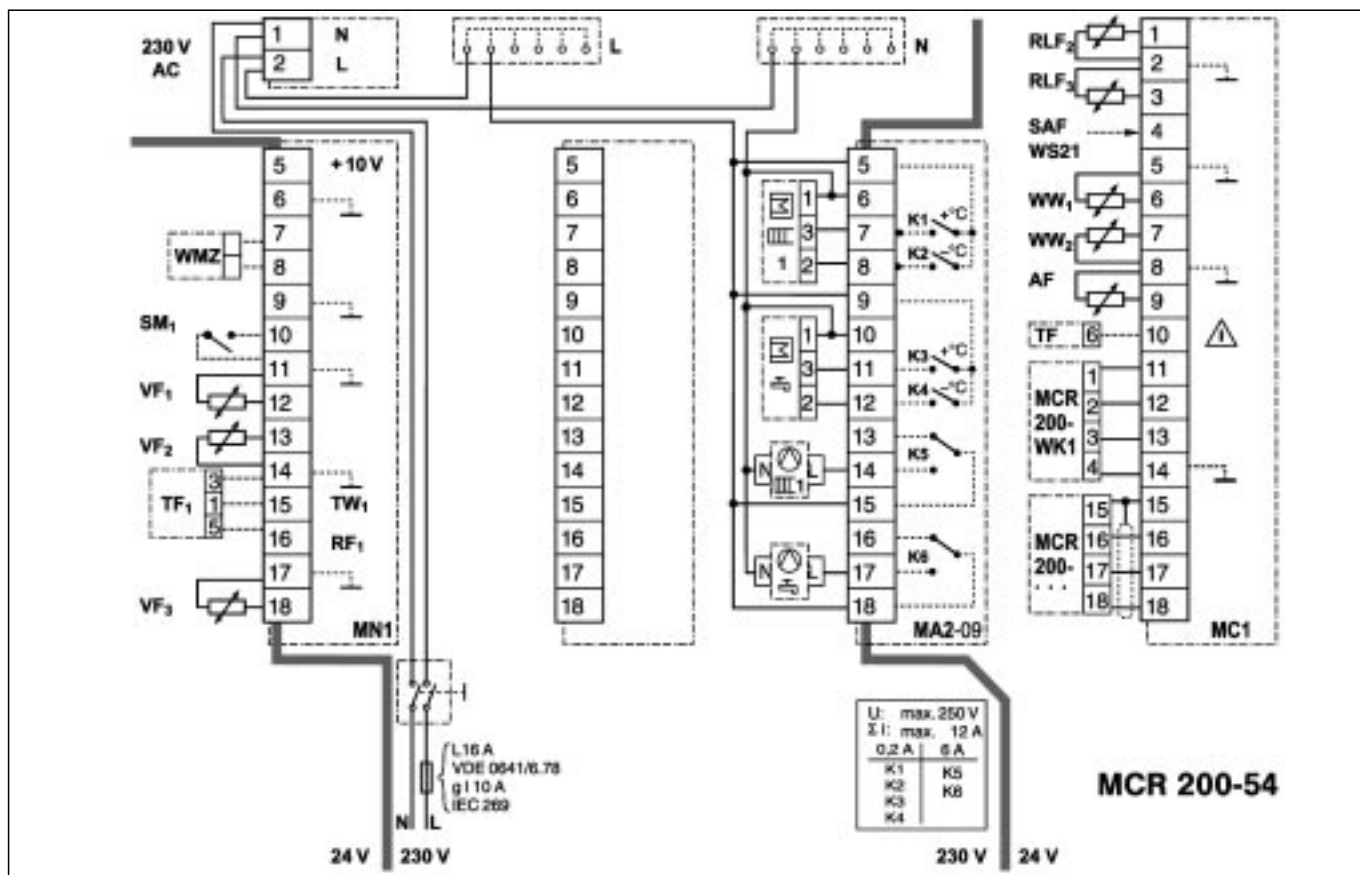 230 V
AC
1 N
2 L
L
N
5 +10 V
6
7
8
9
10
11
12
13
14
15
16
17
18
WMZ
SM1
VF1
VF2
TF1
3
1
5
TW1
RF1
VF3
MN1
5
6
7
8
9
10
11
12
13
14
15
16
17
18
1
3
2
1
1
3
2
N
L
1
N
L
5
6
7
8
9
10
11
12
13
14
15
16
17
18
K1 +°C
K2 -°C
K3 +°C
K4 -°C
K5
K6
MA2-09
RLF2
RLF3
SAF
WS21
WW1
WW2
AF
TF 6
MCR
200-
WK1
1
2
3
4
MCR
200-
. . .
15
16
17
18
1
2
3
4
5
6
7
8
9
10
11
12
13
14
15
16
17
18
MC1
L16 A
VDE 0641/6.78
g l 10 A
IEC 269
N L
24 V 230 V
U: max. 250 V
Σ I: max. 12 A
0,2 A 6 A
K1 K5
K2 K6
K3
K4
230 V 24 V
MCR 200-54